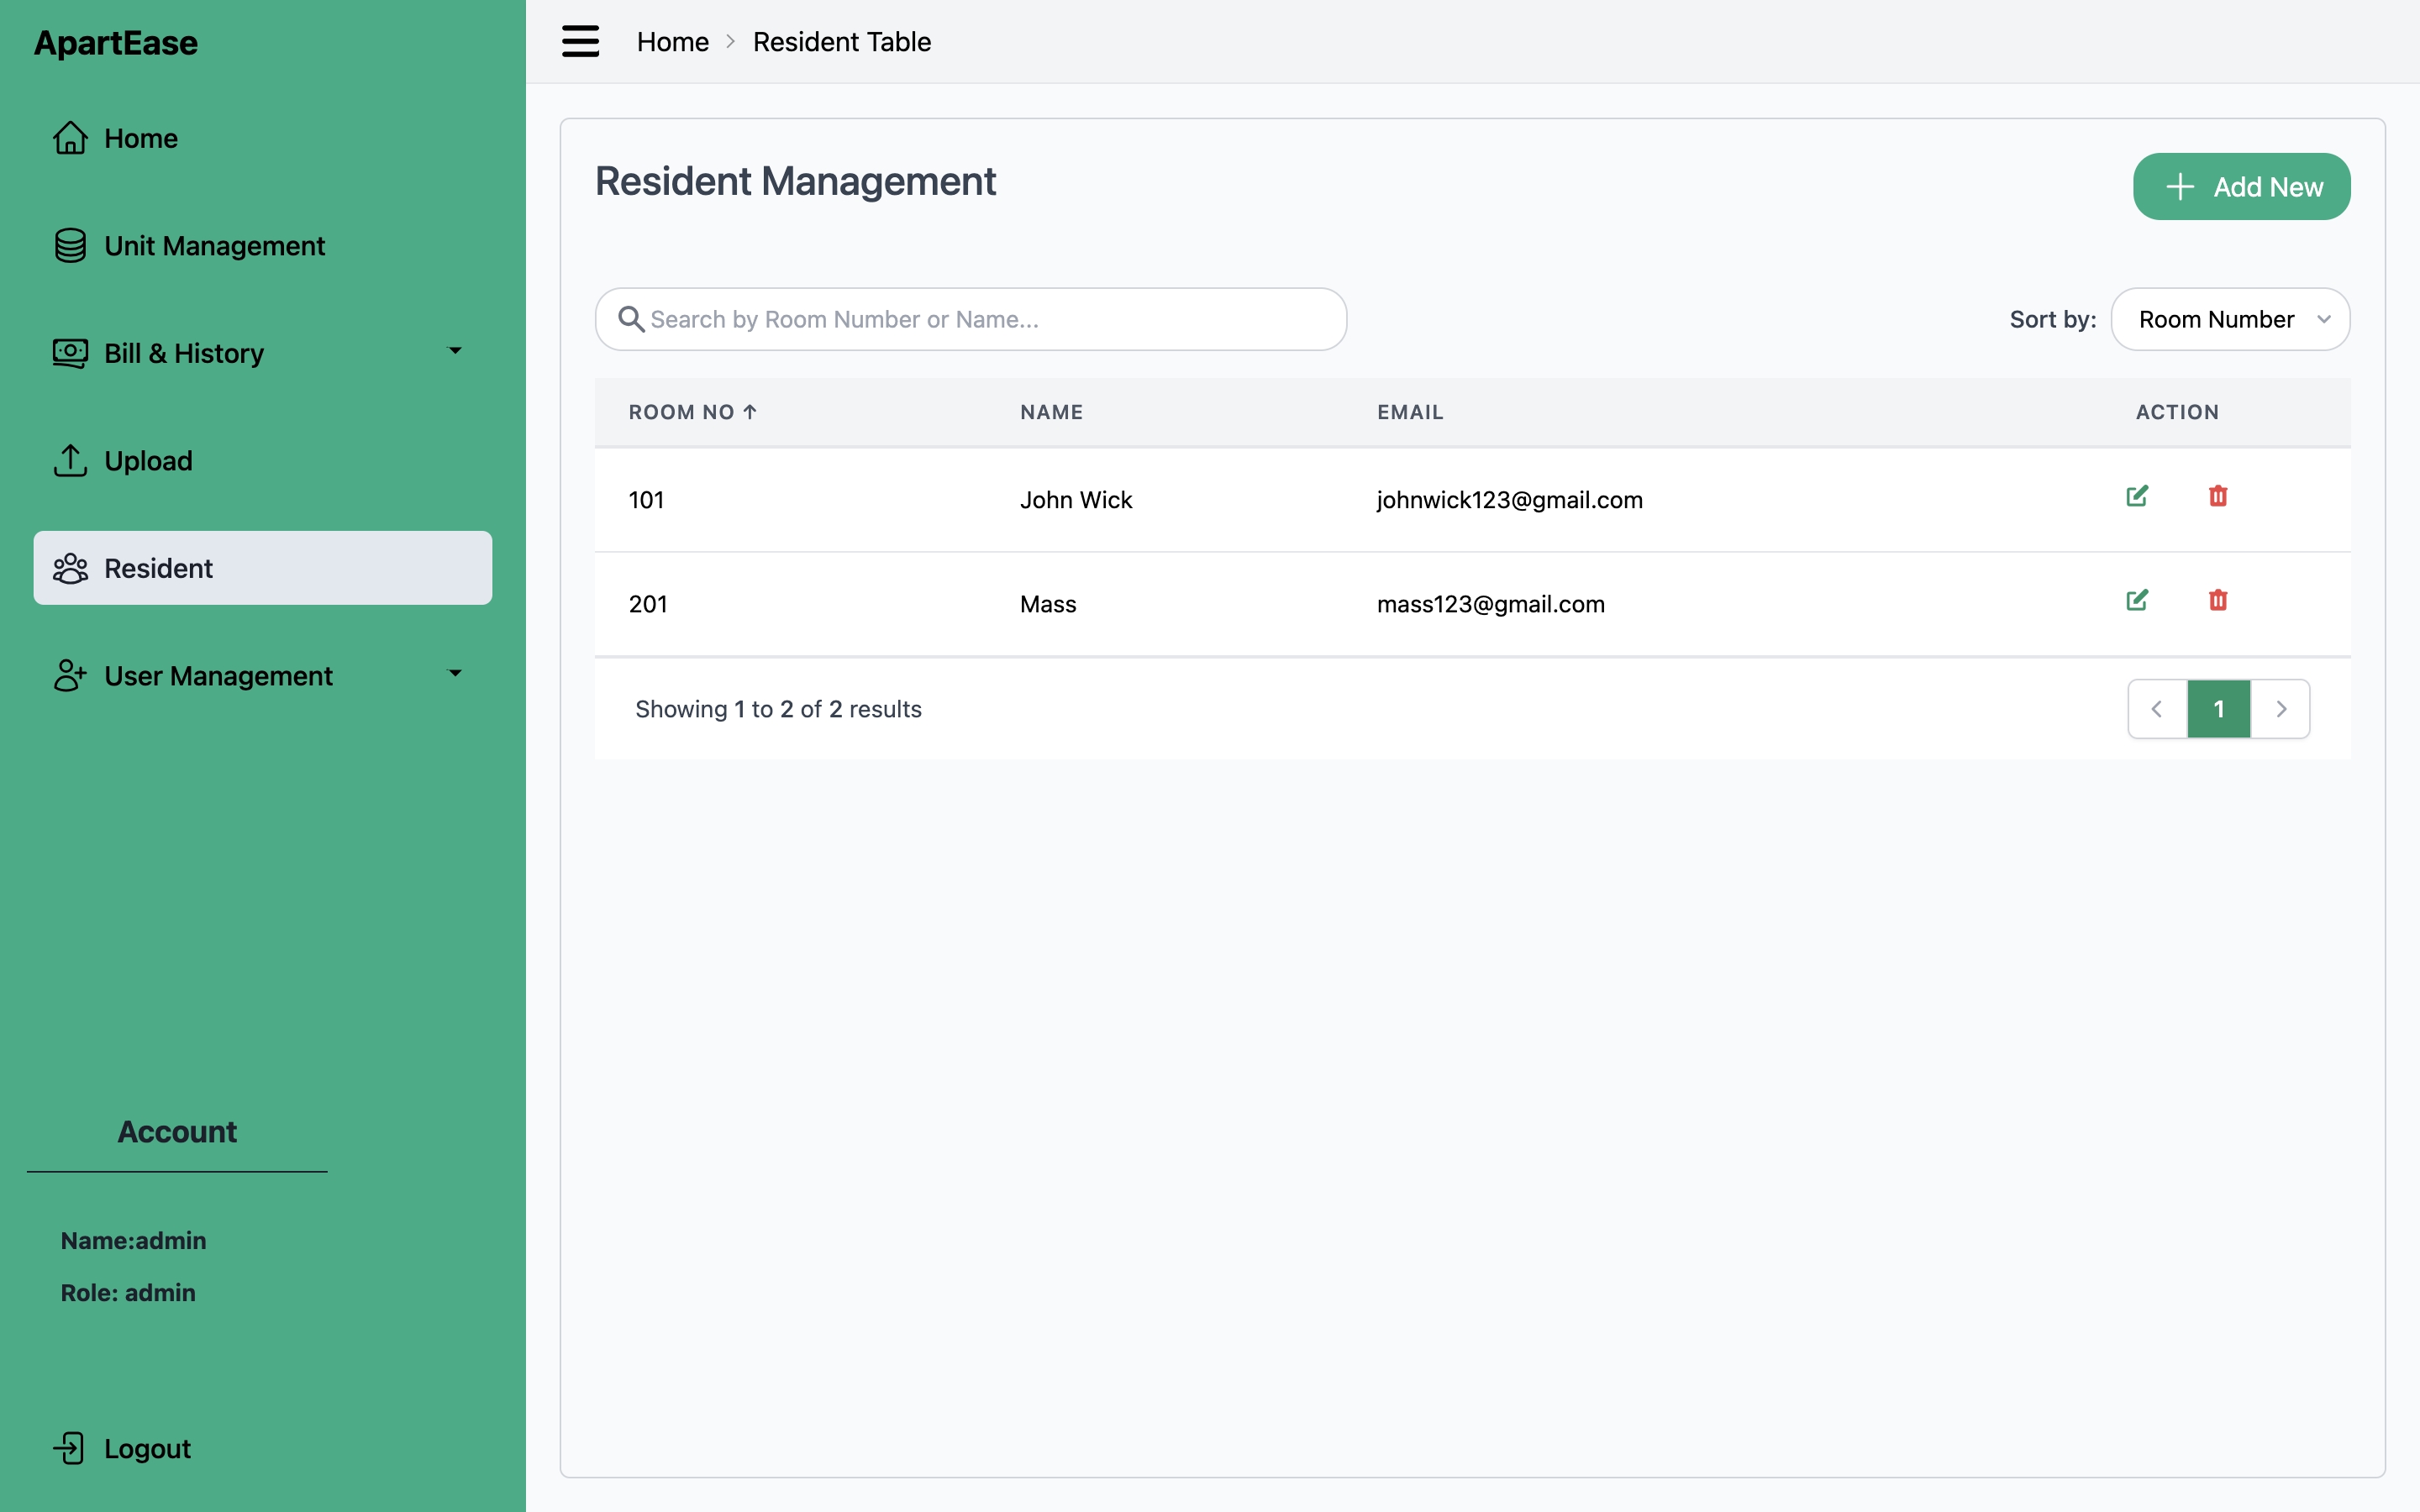 ApartEase
Home
Unit Management
Bill & History
Upload
Resident
User Management
Account
Name:admin
Role: admin
Logout
Home > Resident Table
Resident Management
Add New
Search by Room Number or Name...
Sort by: Room Number
ROOM NO ↑ NAME EMAIL ACTION
101 John Wick johnwick123@gmail.com
201 Mass mass123@gmail.com
Showing 1 to 2 of 2 results
1